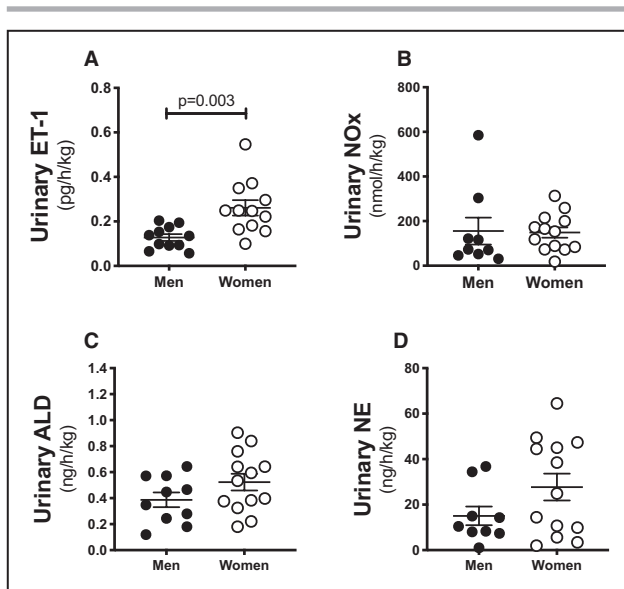 A
Urinary ET-1
(pg/h/kg)
p=0.003
0.8
0.6
0.4
0.2
0.0
Men
Women
B
Urinary NOx
(nmol/h/kg)
800
600
400
200
0
Men
Women
C
Urinary ALD
(ng/h/kg)
1.4
1.2
1.0
0.8
0.6
0.4
0.2
0.0
Men
Women
D
Urinary NE
(ng/h/kg)
80
60
40
20
0
Men
Women